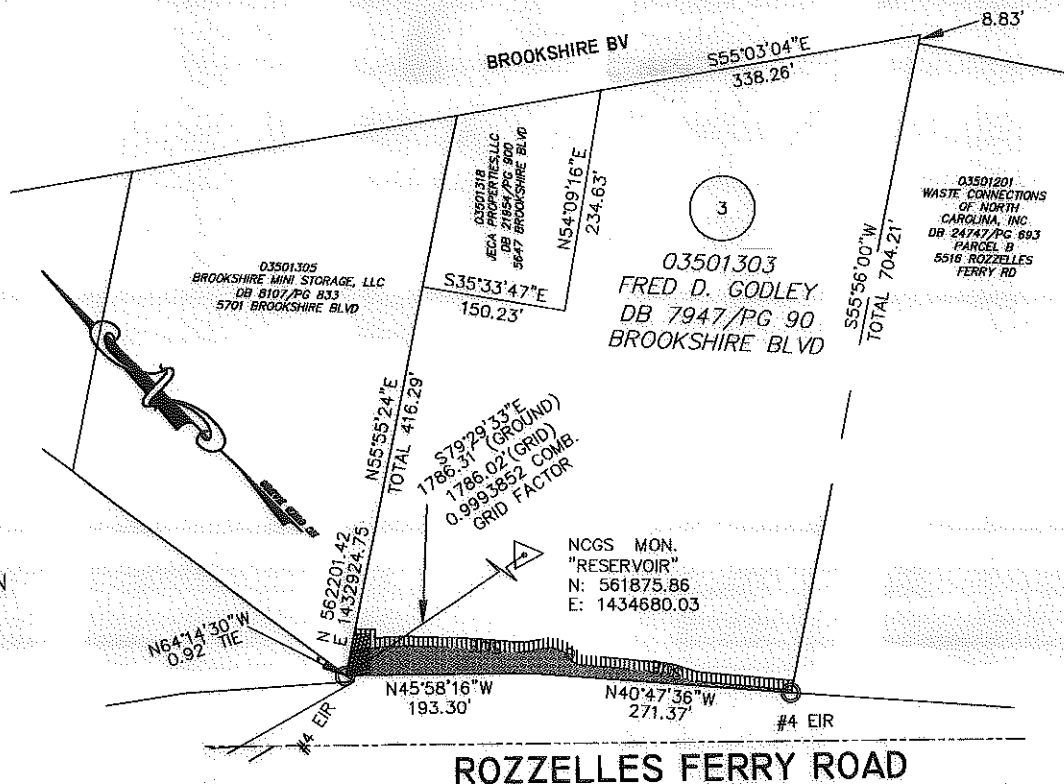 8.83'
BROOKSHIRE BV
S55°03'04"E
338.26'
03501318
JECA PROPERTIES,LLC
DB 21954/PG 900
5647 BROOKSHIRE BLVD
N54°09'16"E
234.63'
3
03501201
WASTE CONNECTIONS
OF NORTH
CAROLINA, INC
DB 24747/PG 693
PARCEL B
5516 ROZZELLES
FERRY RD
03501305
BROOKSHIRE MINI STORAGE, LLC
DB 8107/PG 833
5701 BROOKSHIRE BLVD
S35°33'47"E
150.23'
03501303
FRED D. GODLEY
DB 7947/PG 90
BROOKSHIRE BLVD
S55°56'00"W
TOTAL 704.21'
N55°55'24"E
TOTAL 416.29'
S79°29'33"E
1786.31' (GROUND)
1786.02'(GRID)
0.9993852 COMB.
GRID FACTOR
N 562201.42
E 1432924.75
NCGS MON.
"RESERVOIR"
N: 561875.86
E: 1434680.03
N
N64°14'30"W
0.92' TIE
N45°58'16"W
193.30'
N40°47'36"W
271.37'
#4 EIR
#4 EIR
ROZZELLES FERRY ROAD